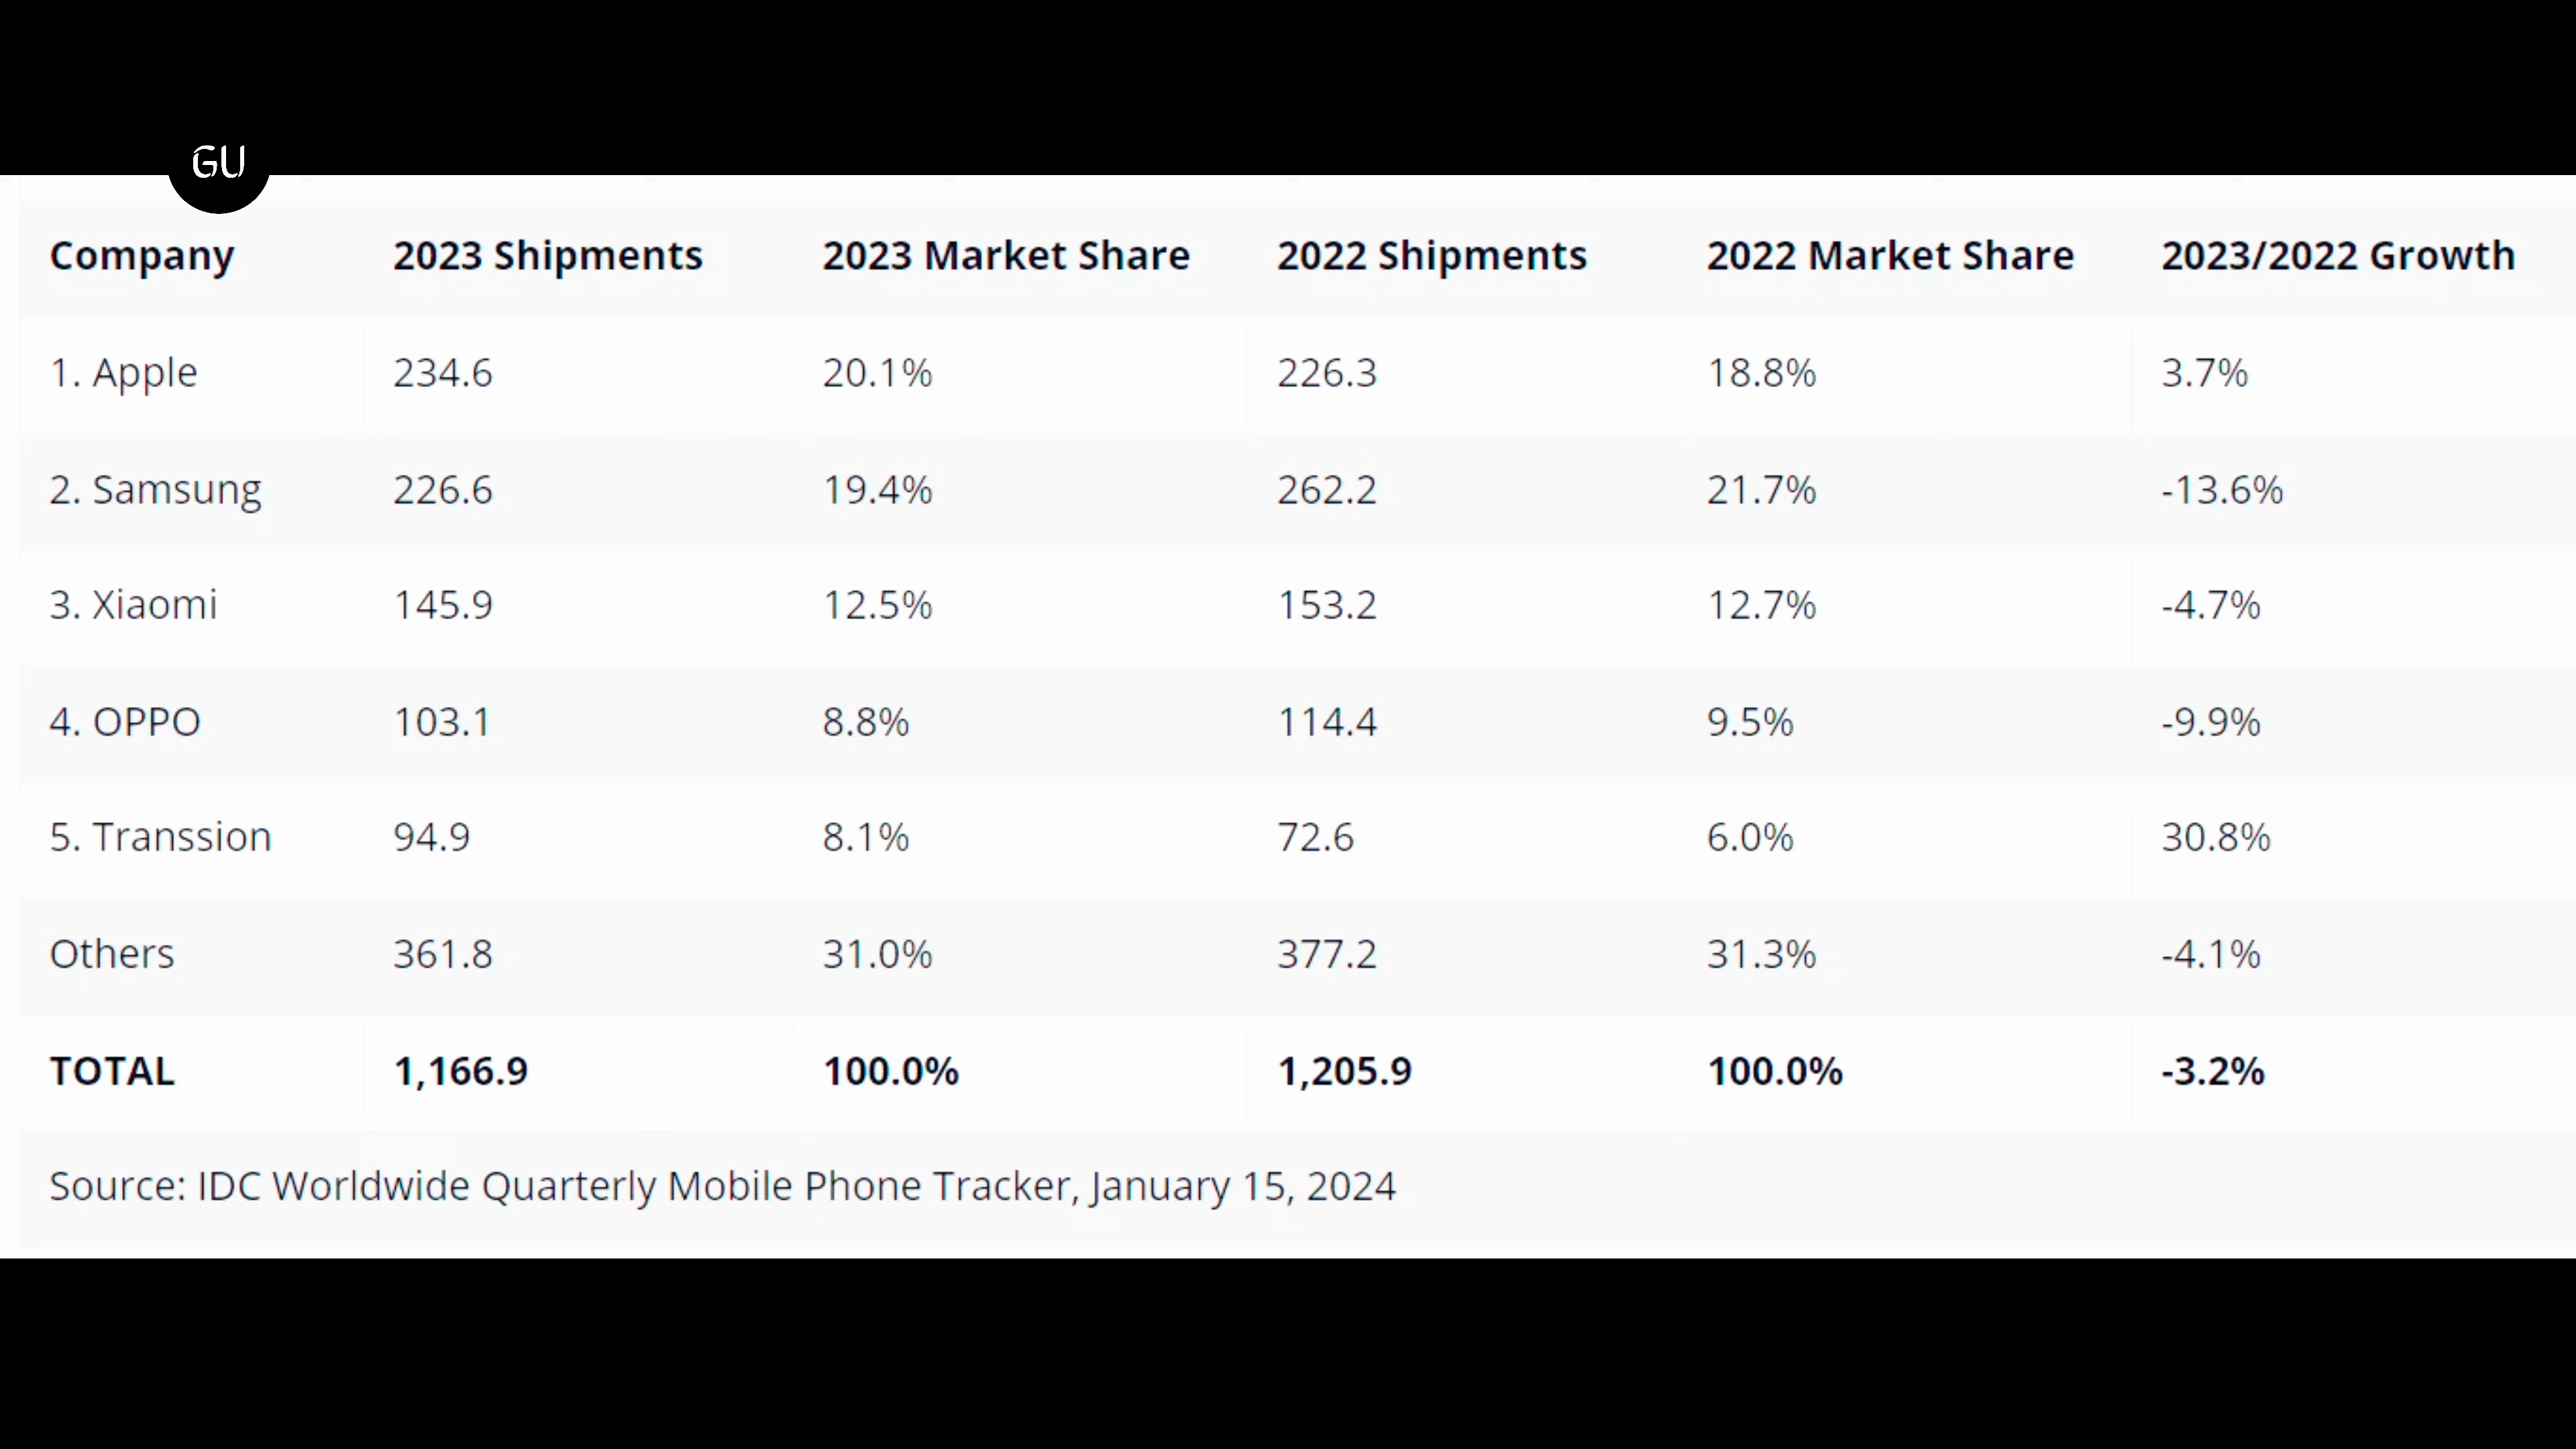 GU
Company 2023 Shipments 2023 Market Share 2022 Shipments 2022 Market Share 2023/2022 Growth
1. Apple 234.6 20.1% 226.3 18.8% 3.7%
2. Samsung 226.6 19.4% 262.2 21.7% -13.6%
3. Xiaomi 145.9 12.5% 153.2 12.7% -4.7%
4. OPPO 103.1 8.8% 114.4 9.5% -9.9%
5. Transsion 94.9 8.1% 72.6 6.0% 30.8%
Others 361.8 31.0% 377.2 31.3% -4.1%
TOTAL 1,166.9 100.0% 1,205.9 100.0% -3.2%
Source: IDC Worldwide Quarterly Mobile Phone Tracker, January 15, 2024